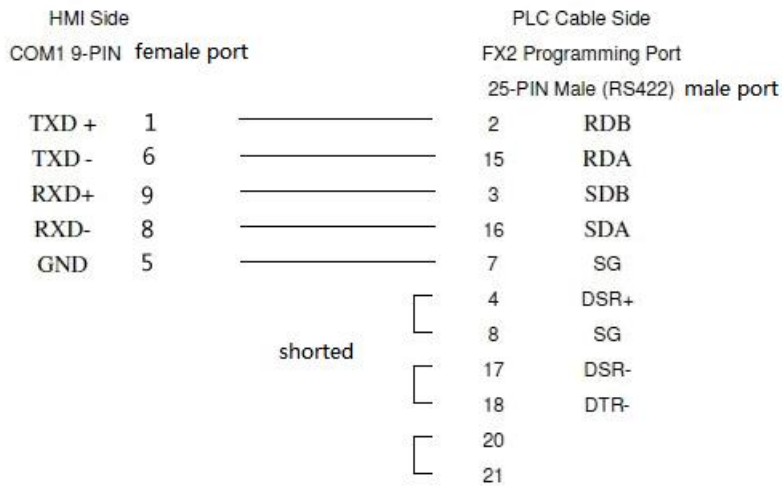 HMI Side PLC Cable Side
COM1 9-PIN female port FX2 Programming Port
25-PIN Male (RS422) male port
TXD + 1 2 RDB
TXD - 6 15 RDA
RXD+ 9 3 SDB
RXD- 8 16 SDA
GND 5 7 SG
4 DSR+
8 SG
shorted
17 DSR-
18 DTR-
20
21